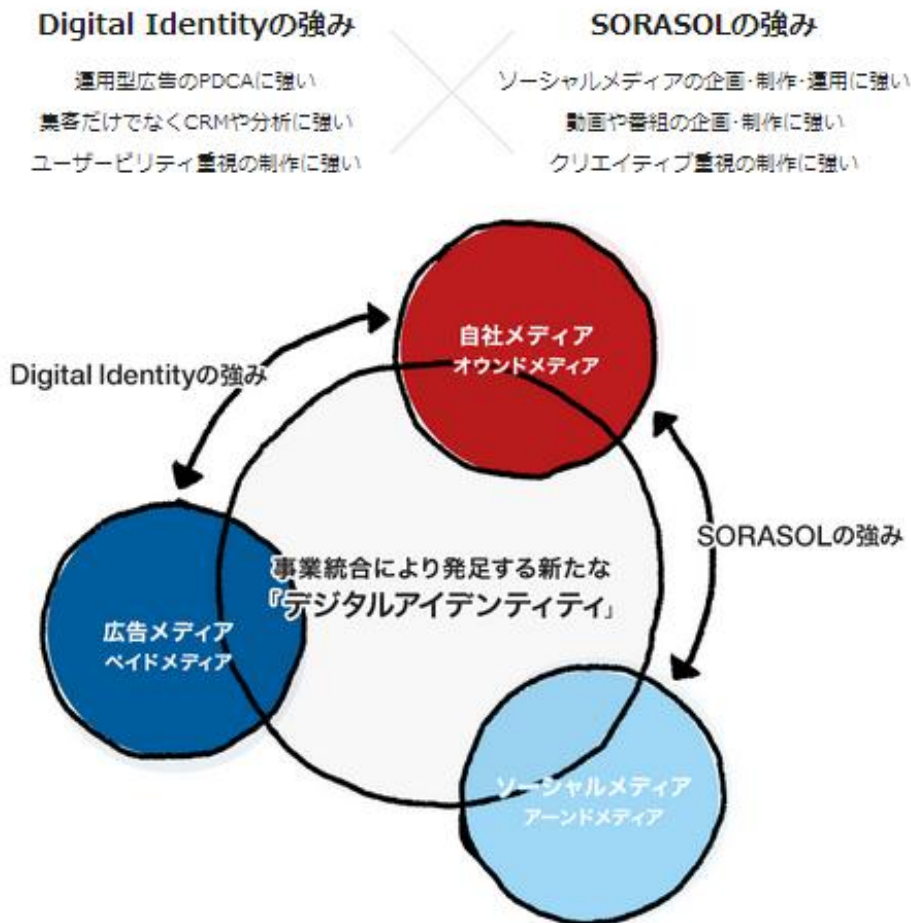 Digital Identityの強み
運用型広告のPDCAに強い
集客だけでなくCRMや分析に強い
ユーザービリティ重視の制作に強い
SORASOLの強み
ソーシャルメディアの企画・制作・運用に強い
動画や番組の企画・制作に強い
クリエイティブ重視の制作に強い
自社メディア
オウンドメディア
Digital Identityの強み
SORASOLの強み
事業統合により発足する新たな
「デジタルアイデンティティ」
広告メディア
ペイドメディア
ソーシャルメディア
アーンドメディア